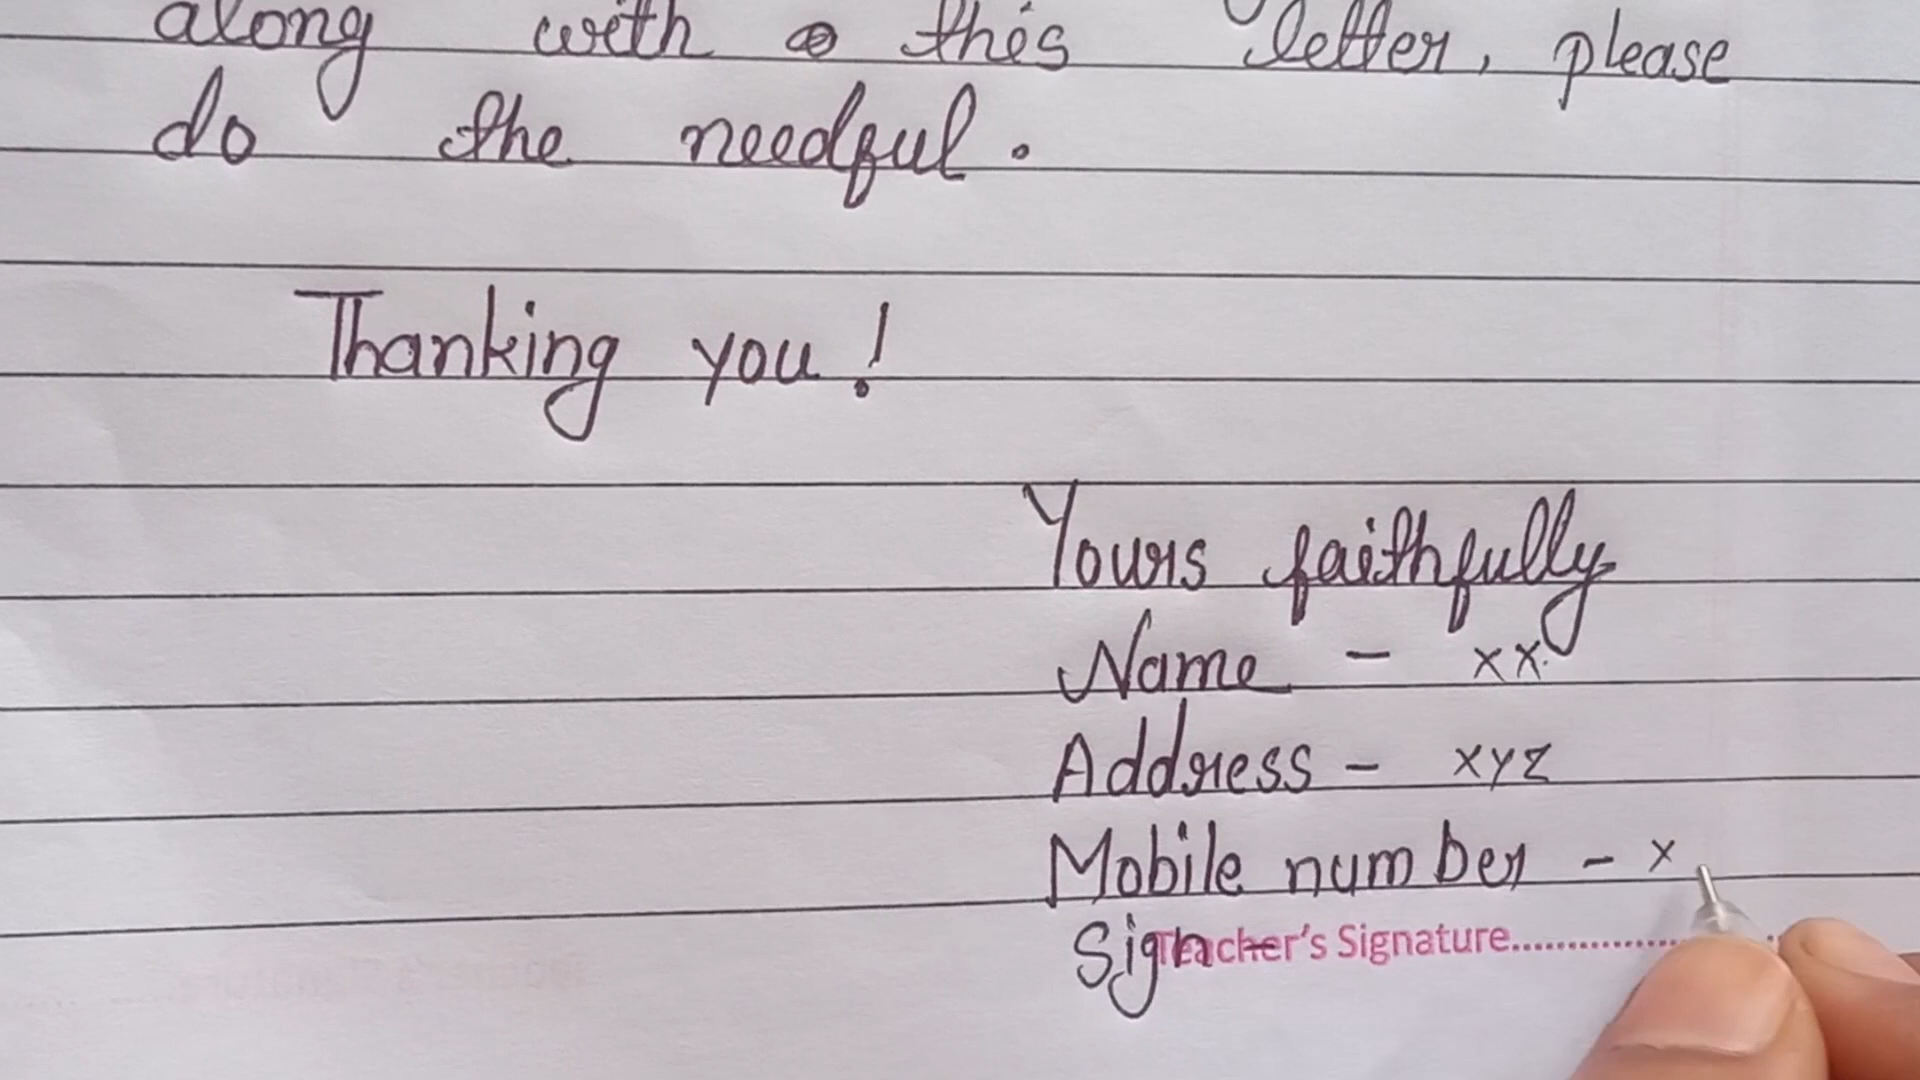 along with this letter, please
do the needful.
Thanking you!
Yours faithfully
Name - xx
Address - xyz
Mobile number - x
Sign -
Teacher's Signature....................